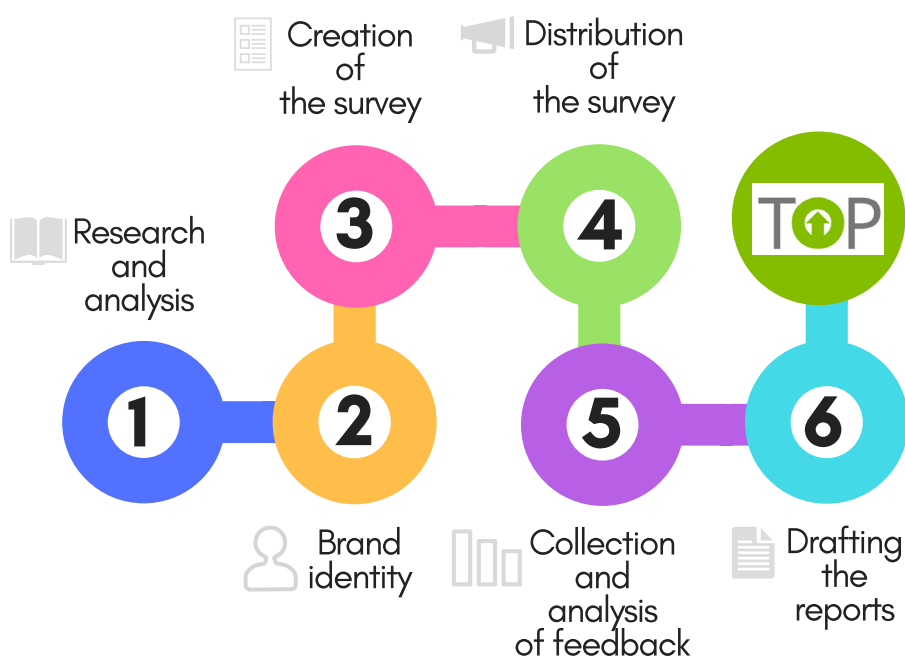 Research
and
analysis
1
2
Brand
identity
Creation
of
the survey
3
Distribution
of
the survey
4
5
Collection
and
analysis
of feedback
6
Drafting
the
reports
TOP